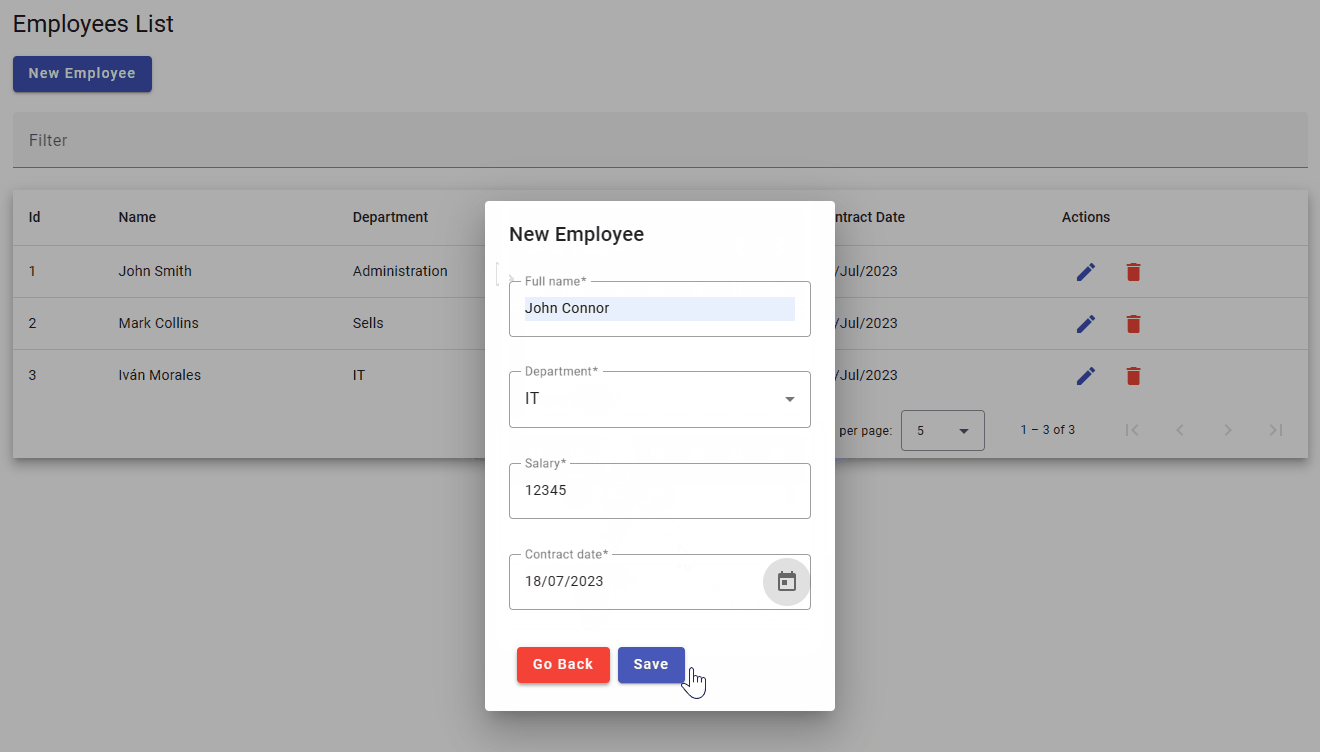 Employees List
New Employee
Filter
Id Name Department ntract Date Actions
1 John Smith Administration /Jul/2023
2 Mark Collins Sells /Jul/2023
3 Iván Morales IT /Jul/2023
per page: 5 1 – 3 of 3
New Employee
Full name*
John Connor
Department*
IT
Salary*
12345
Contract date*
18/07/2023
Go Back Save